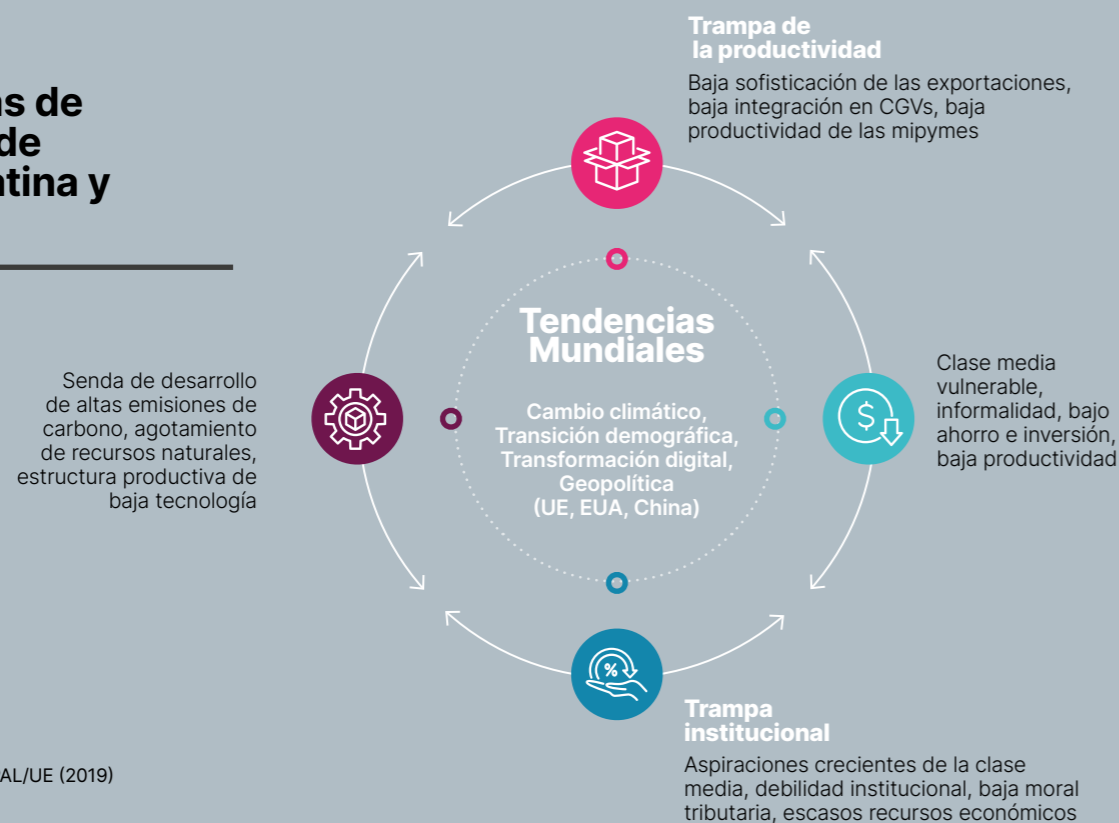 de
de
y
Trampa de
la productividad
Baja sofisticación de las exportaciones,
baja integración en CGVs, baja
productividad de las mipymes
Tendencias
Mundiales
Cambio climático,
Transición demográfica,
Transformación digital,
Geopolítica
(UE, EUA, China)
Senda de desarrollo
de altas emisiones de
carbono, agotamiento
de recursos naturales,
estructura productiva de
baja tecnología
Clase media
vulnerable,
informalidad, bajo
ahorro e inversión,
baja productividad
$
%
Trampa
institucional
Aspiraciones crecientes de la clase
media, debilidad institucional, baja moral
tributaria, escasos recursos económicos
AL/UE (2019)